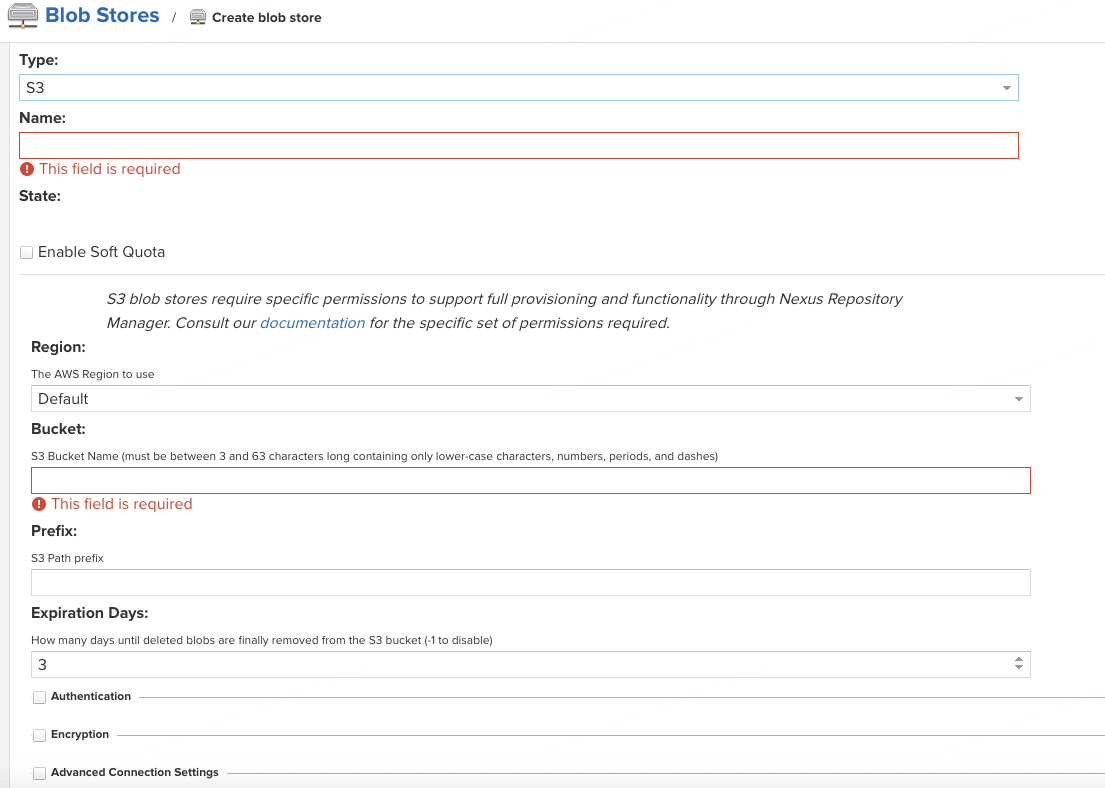 Blob Stores / Create blob store
Type:
S3
Name:
This field is required
State:
Enable Soft Quota
S3 blob stores require specific permissions to support full provisioning and functionality through Nexus Repository
Manager. Consult our documentation for the specific set of permissions required.
Region:
The AWS Region to use
Default
Bucket:
S3 Bucket Name (must be between 3 and 63 characters long containing only lower-case characters, numbers, periods, and dashes)
This field is required
Prefix:
S3 Path prefix
Expiration Days:
How many days until deleted blobs are finally removed from the S3 bucket (-1 to disable)
3
Authentication
Encryption
Advanced Connection Settings